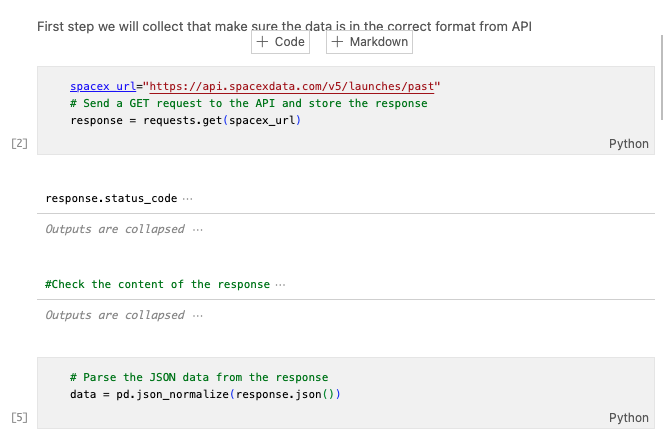 First step we will collect that make sure the data is in the correct format from API
+ Code + Markdown
spacex_url="https://api.spacexdata.com/v5/launches/past"
# Send a GET request to the API and store the response
response = requests.get(spacex_url)
[2]
Python
response.status_code ...
Outputs are collapsed ...
#Check the content of the response ...
Outputs are collapsed ...
# Parse the JSON data from the response
data = pd.json_normalize(response.json())
[5]
Python